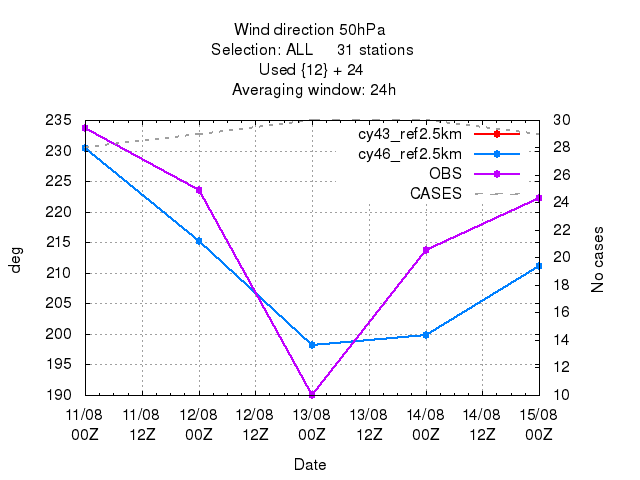 Wind direction 50hPa
Selection: ALL 31 stations
Used {12} + 24
Averaging window: 24h
235 30
cy43_ref2.5km
230 28
cy46_ref2.5km
225 26
OBS
220 24
CASES
215 22
210 20
205 18
200 16
195 14
190 12
10
deg
No cases
11/08 11/08 12/08 12/08 13/08 13/08 14/08 14/08 15/08
00Z 12Z 00Z 12Z 00Z 12Z 00Z 12Z 00Z
Date